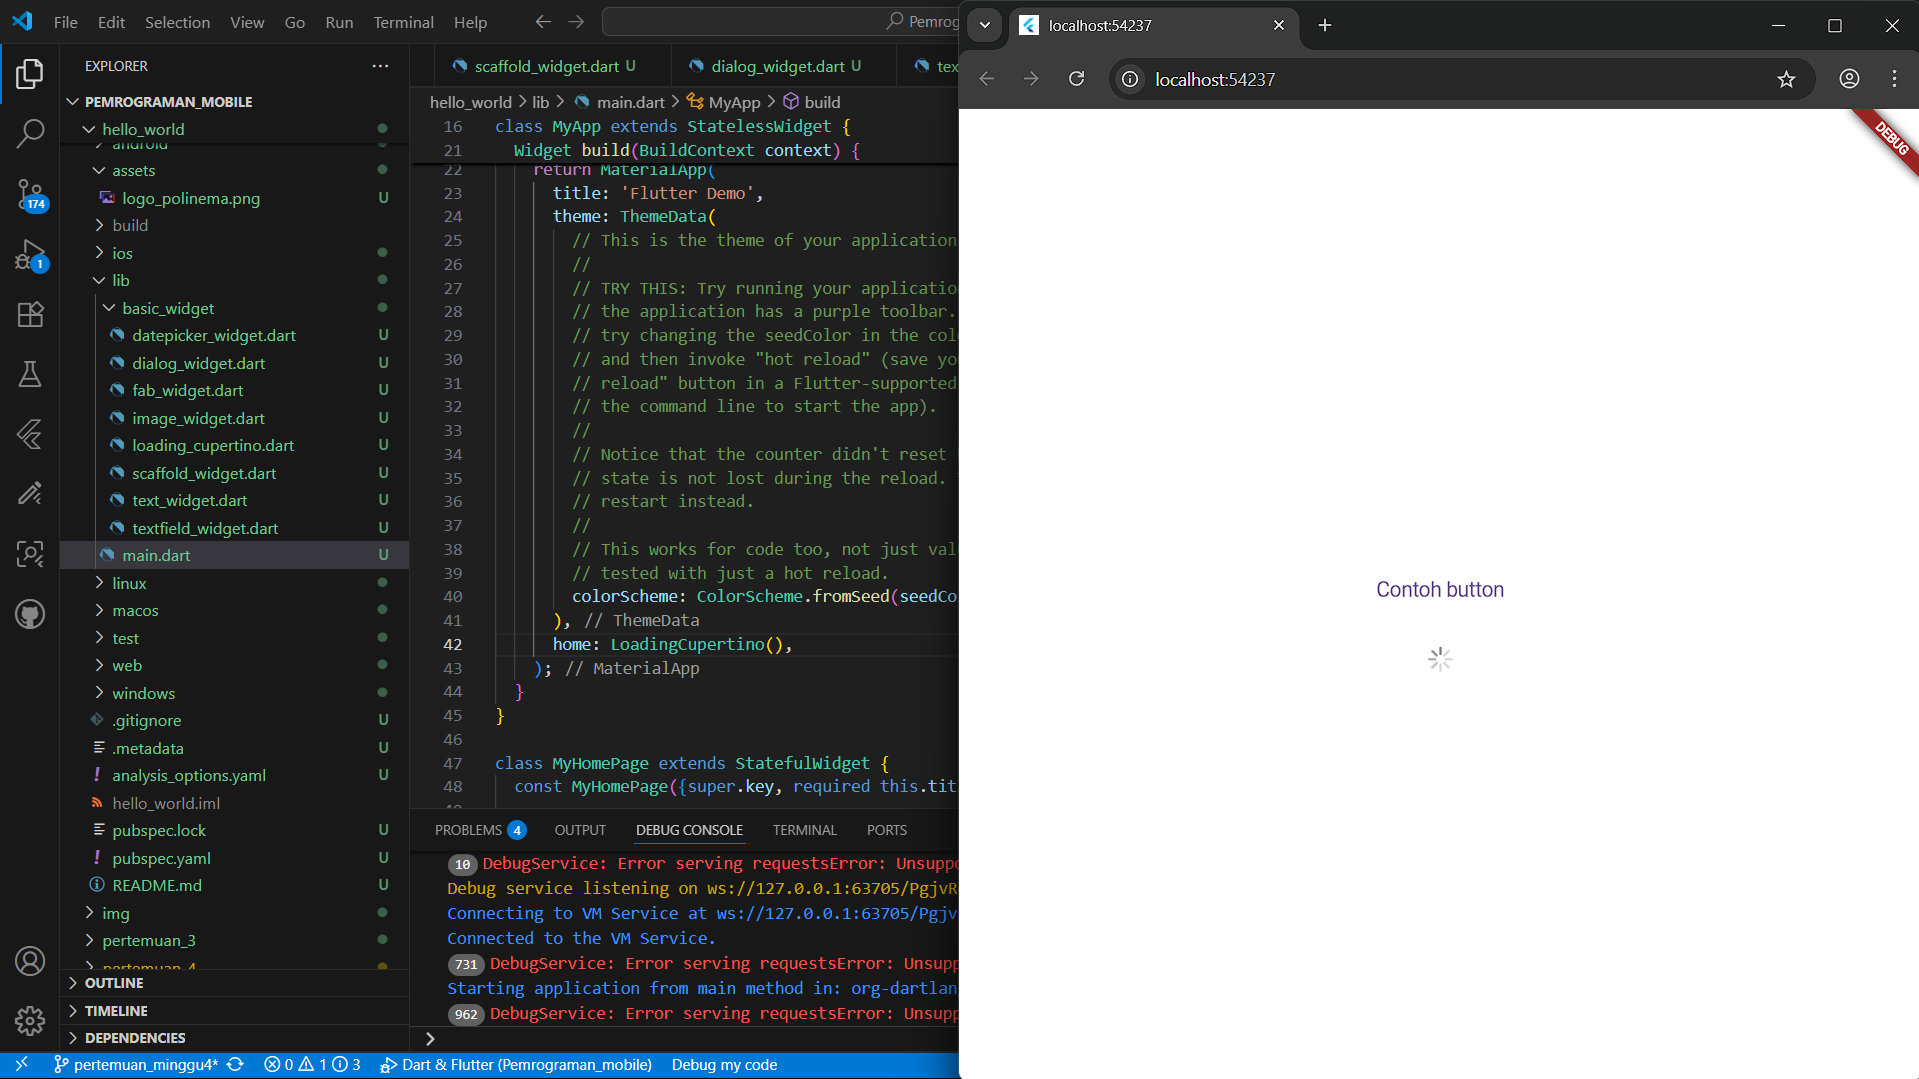 File Edit Selection View Go Run Terminal Help
Pemrog
EXPLORER
PEMROGRAMAN_MOBILE
hello_world
android
assets
logo_polinema.png U
build
ios
lib
basic_widget
datepicker_widget.dart U
dialog_widget.dart U
fab_widget.dart U
image_widget.dart U
loading_cupertino.dart U
scaffold_widget.dart U
text_widget.dart U
textfield_widget.dart U
main.dart U
linux
macos
test
web
windows
.gitignore U
.metadata U
analysis_options.yaml U
hello_world.iml
pubspec.lock U
pubspec.yaml U
README.md U
img
pertemuan_3
pertemuan_4
OUTLINE
TIMELINE
DEPENDENCIES
174
1
scaffold_widget.dart U dialog_widget.dart U tex
hello_world > lib > main.dart > MyApp > build
16 class MyApp extends StatelessWidget {
21 Widget build(BuildContext context) {
22 return MaterialApp(
23 title: 'Flutter Demo',
24 theme: ThemeData(
25 // This is the theme of your application
26 //
27 // TRY THIS: Try running your application
28 // the application has a purple toolbar.
29 // try changing the seedColor in the col
30 // and then invoke "hot reload" (save yo
31 // reload" button in a Flutter-supported
32 // the command line to start the app).
33 //
34 // Notice that the counter didn't reset
35 // state is not lost during the reload.
36 // restart instead.
37 //
38 // This works for code too, not just val
39 // tested with just a hot reload.
40 colorScheme: ColorScheme.fromSeed(seedCo
41 ), // ThemeData
42 home: LoadingCupertino(),
43 ); // MaterialApp
44 }
45 }
46
47 class MyHomePage extends StatefulWidget {
48 const MyHomePage({super.key, required this.tit
PROBLEMS 4 OUTPUT DEBUG CONSOLE TERMINAL PORTS
10 DebugService: Error serving requestsError: Unsuppo
Debug service listening on ws://127.0.0.1:63705/PgjvR
Connecting to VM Service at ws://127.0.0.1:63705/Pgjv
Connected to the VM Service.
731 DebugService: Error serving requestsError: Unsupp
Starting application from main method in: org-dartlan
962 DebugService: Error serving requestsError: Unsupp
pertemuan_minggu4* 0 1 3 Dart & Flutter (Pemrograman_mobile) Debug my code
localhost:54237
localhost:54237
DEBUG
Contoh button